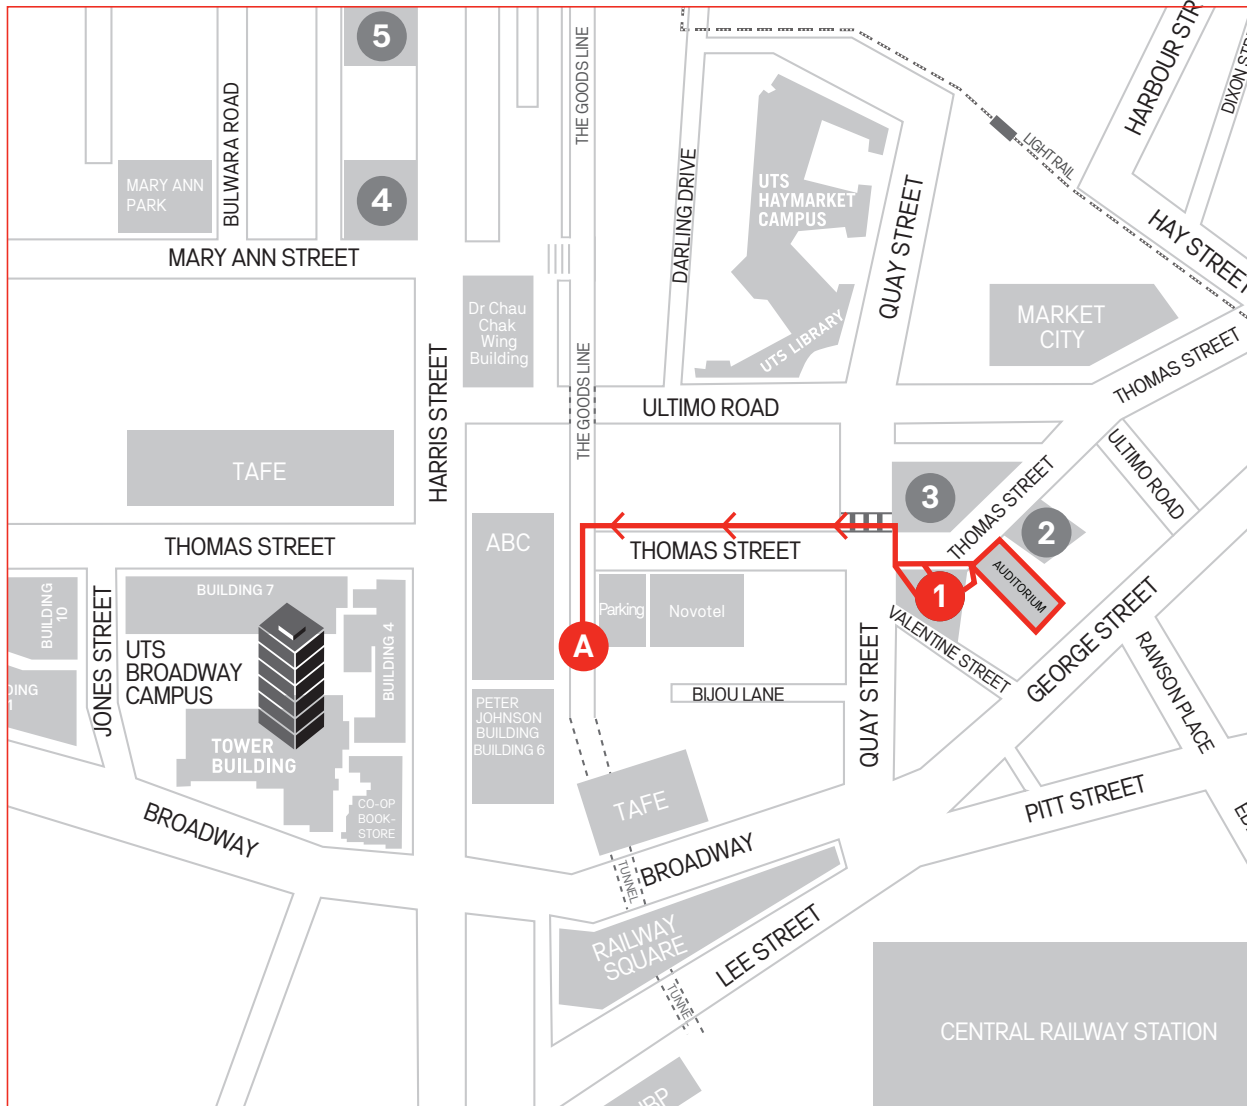 5
THE GOODS LINE
HARBOUR STR
DIXON STR
BULWARA ROAD
LIGHT RAIL
MARY ANN
PARK
4
DARLING DRIVE
UTS
HAYMARKET
CAMPUS
QUAY STREET
HAY STREET
MARY ANN STREET
Dr Chau
Chak
Wing
Building
MARKET
CITY
UTS LIBRARY
THE GOODS LINE
THOMAS STREET
HARRIS STREET
ULTIMO ROAD
TAFE
3
THOMAS STREET
ULTIMO ROAD
2
ABC
THOMAS STREET
THOMAS STREET
AUDITORIUM
BUILDING
10
JONES STREET
BUILDING 7
BUILDING 4
Parking
Novotel
1
VALENTINE STREET
GEORGE STREET
RAWSON PLACE
A
UTS
BROADWAY
CAMPUS
DING
1
QUAY STREET
BIJOU LANE
PETER
JOHNSON
BUILDING
BUILDING 6
TOWER
BUILDING
CO-OP
BOOK-
STORE
TAFE
PITT STREET
BROADWAY
BROADWAY
TUNNEL
RAILWAY
SQUARE
LEE STREET
TUNNE
CENTRAL RAILWAY STATION